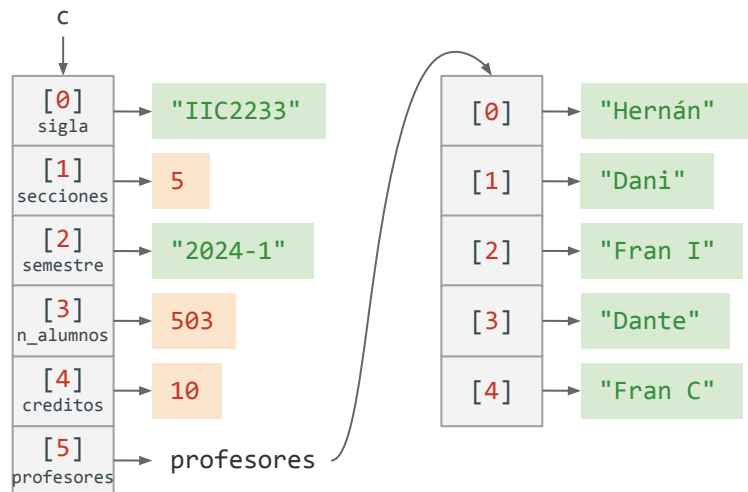 c
[0]
sigla
"IIC2233"
[1]
secciones
5
[2]
semestre
"2024-1"
[3]
n_alumnos
503
[4]
creditos
10
[5]
profesores
profesores
[0]
"Hernán"
[1]
"Dani"
[2]
"Fran I"
[3]
"Dante"
[4]
"Fran C"